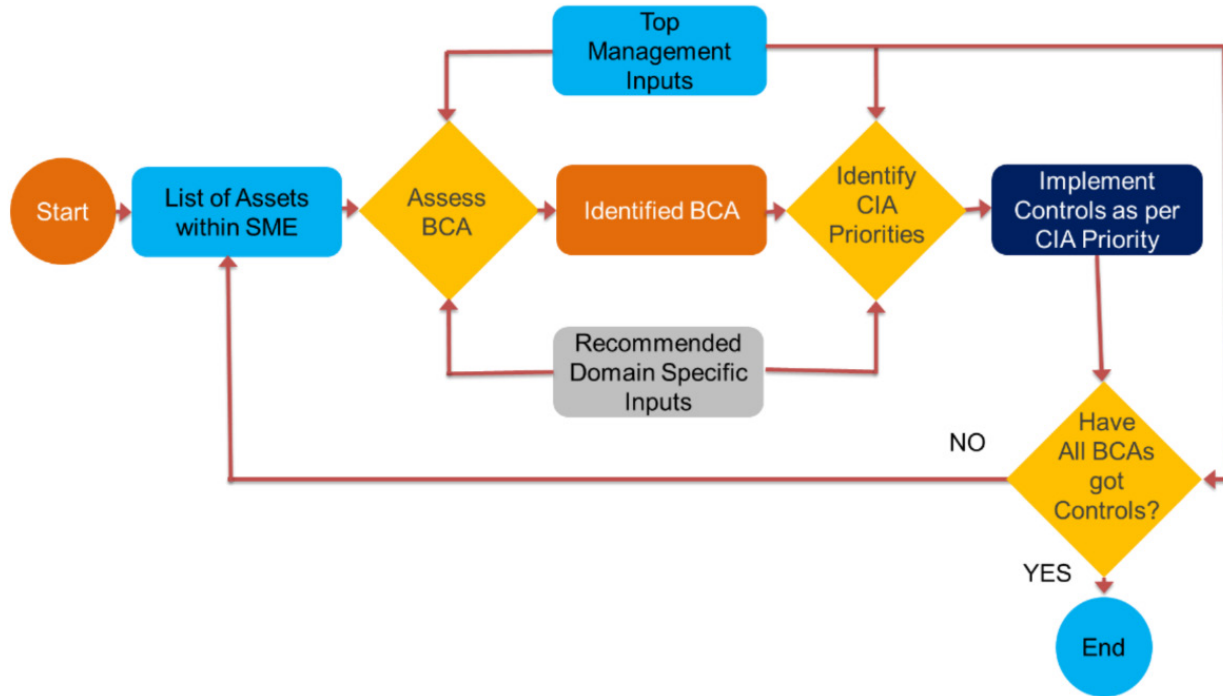 Top
Management
Inputs
Start
List of Assets
within SME
Assess
BCA
Identified BCA
Identify
CIA
Priorities
Implement
Controls as per
CIA Priority
Recommended
Domain Specific
Inputs
NO
Have
All BCAs
got
Controls?
YES
End